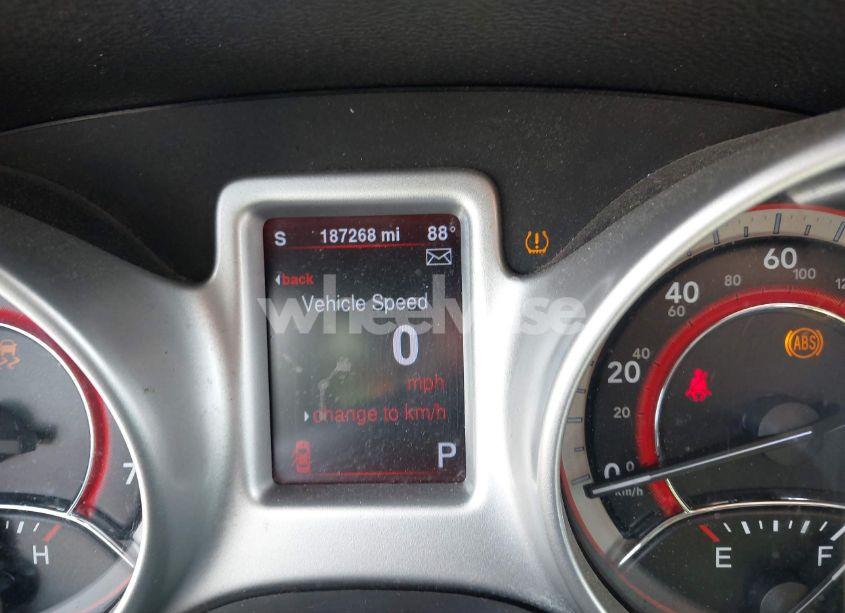 S 187268 mi 88°
back
Vehicle Speed
0
mph
change to km/h
P
7
H
0
20
40
60
20
40
60
80
100
km/h
ABS
E F